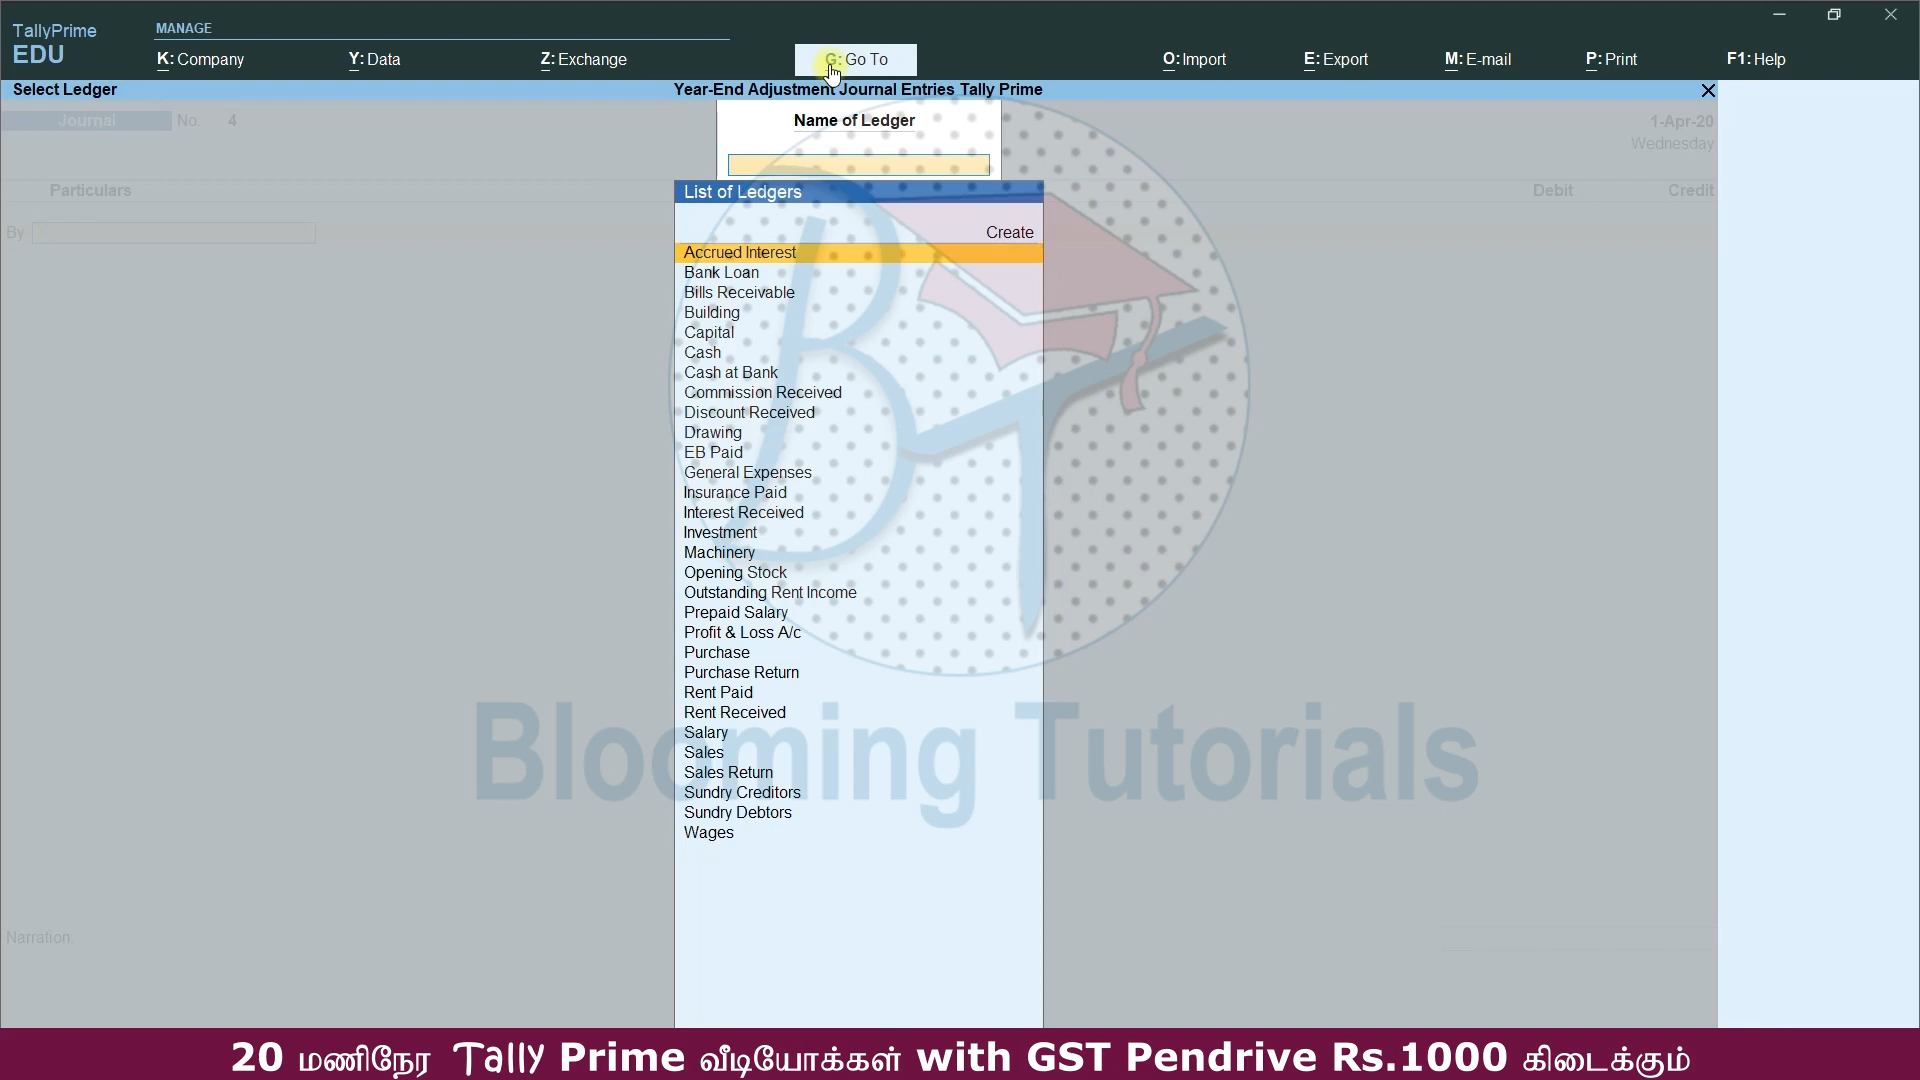 TallyPrime
EDU
MANAGE
K: Company
Y: Data
Z: Exchange
G: Go To
O: Import
E: Export
M: E-mail
P: Print
F1: Help
Select Ledger
Year-End Adjustment Journal Entries Tally Prime
Journal
No. 4
1-Apr-20
Wednesday
Name of Ledger
Particulars
Debit
Credit
By
List of Ledgers
Create
Accrued Interest
Bank Loan
Bills Receivable
Building
Capital
Cash
Cash at Bank
Commission Received
Discount Received
Drawing
EB Paid
General Expenses
Insurance Paid
Interest Received
Investment
Machinery
Opening Stock
Outstanding Rent Income
Prepaid Salary
Profit & Loss A/c
Purchase
Purchase Return
Rent Paid
Rent Received
Salary
Sales
Sales Return
Sundry Creditors
Sundry Debtors
Wages
Blooming Tutorials
Narration:
20 மணிநேர Tally Prime வீடியோக்கள் with GST Pendrive Rs.1000 கிடைக்கும்